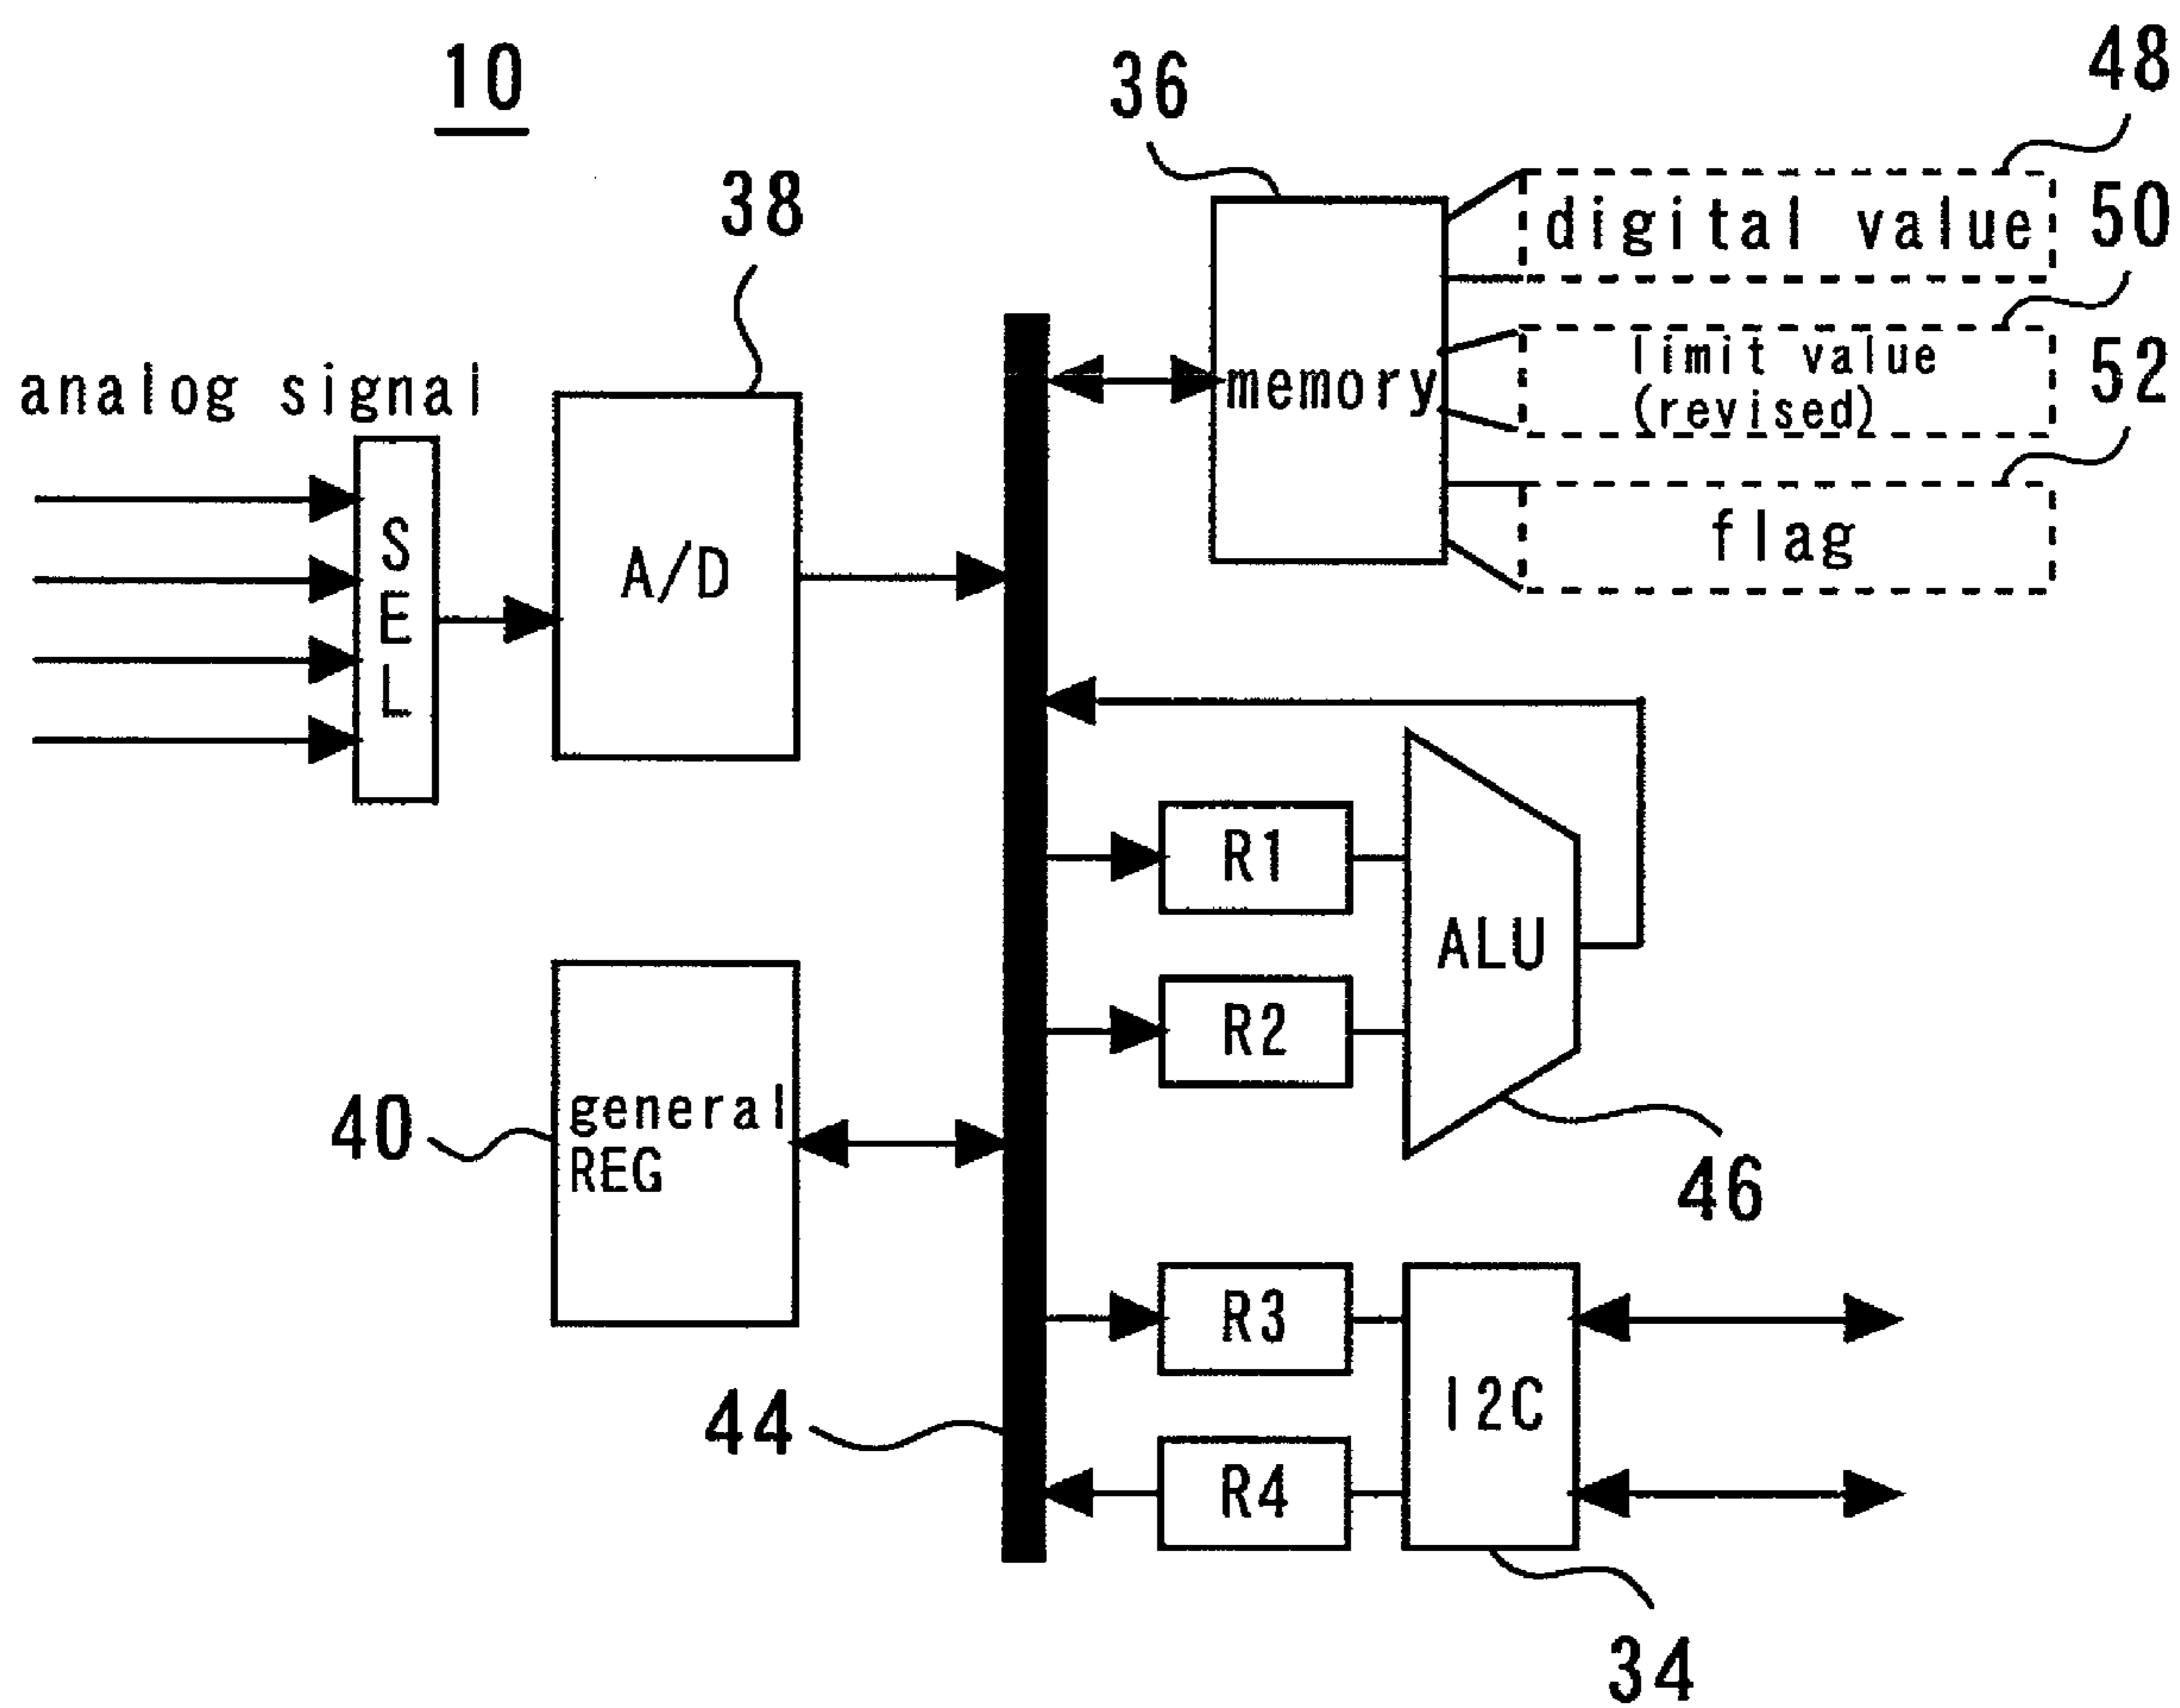 10
36
48
38
digital value
50
limit value
(revised)
52
analog signal
SEL
A/D
memory
flag
R1
ALU
R2
40
general
REG
46
R3
44
I2C
R4
34